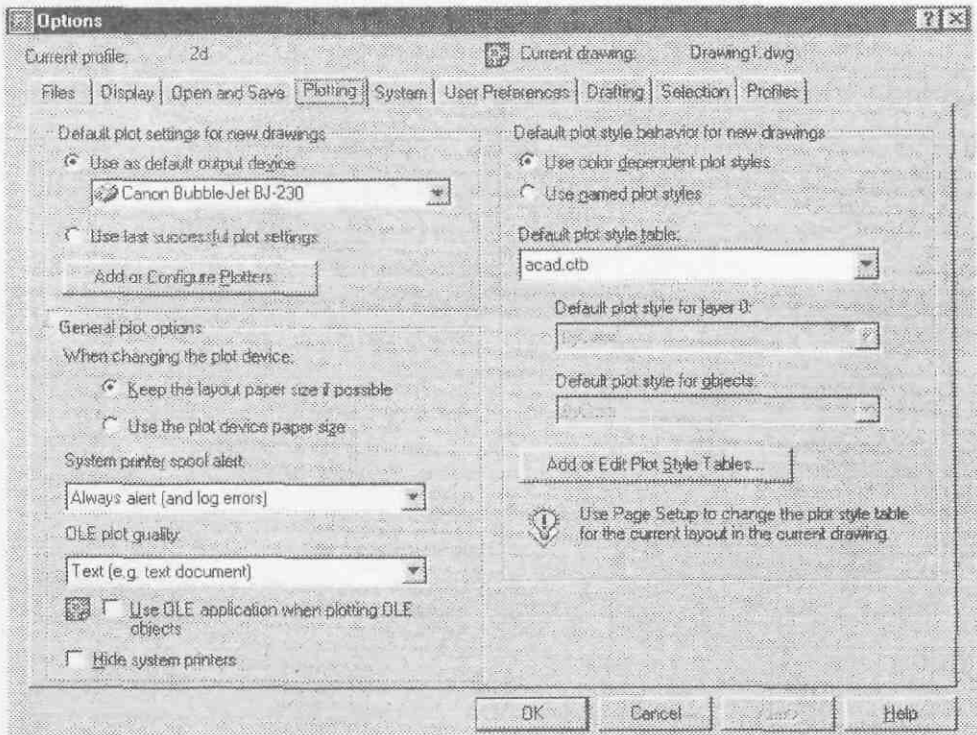 Options
Current profile: 2d
Current drawing: Drawing1.dwg
Files Display Open and Save Plotting System User Preferences Drafting Selection Profiles
Default plot settings for new drawings
Use as default output device
Canon Bubble-Jet BJ-230
Use last successful plot settings
Add or Configure Plotters...
General plot options
When changing the plot device:
Keep the layout paper size if possible
Use the plot device paper size
System printer spool alert:
Always alert (and log errors)
OLE plot quality:
Text (e.g. text document)
Use OLE application when plotting OLE
objects
Hide system printers
Default plot style behavior for new drawings
Use color dependent plot styles
Use named plot styles
Default plot style table:
acad.ctb
Default plot style for layer 0:
Default plot style for objects:
Add or Edit Plot Style Tables...
Use Page Setup to change the plot style table
for the current layout in the current drawing.
OK Cancel Help